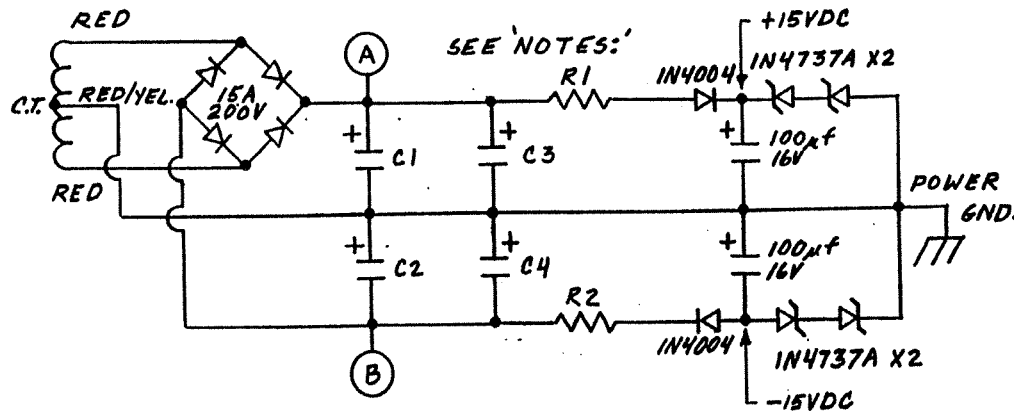 RED
C.T.
RED/YEL.
15A
200V
RED
A
SEE 'NOTES:'
R1
1N4004
+15VDC
1N4737A X2
+
C1
+
C3
+
100µf
16V
POWER
GND.
+
C2
+
C4
+
100µf
16V
R2
1N4004
1N4737A X2
B
-15VDC